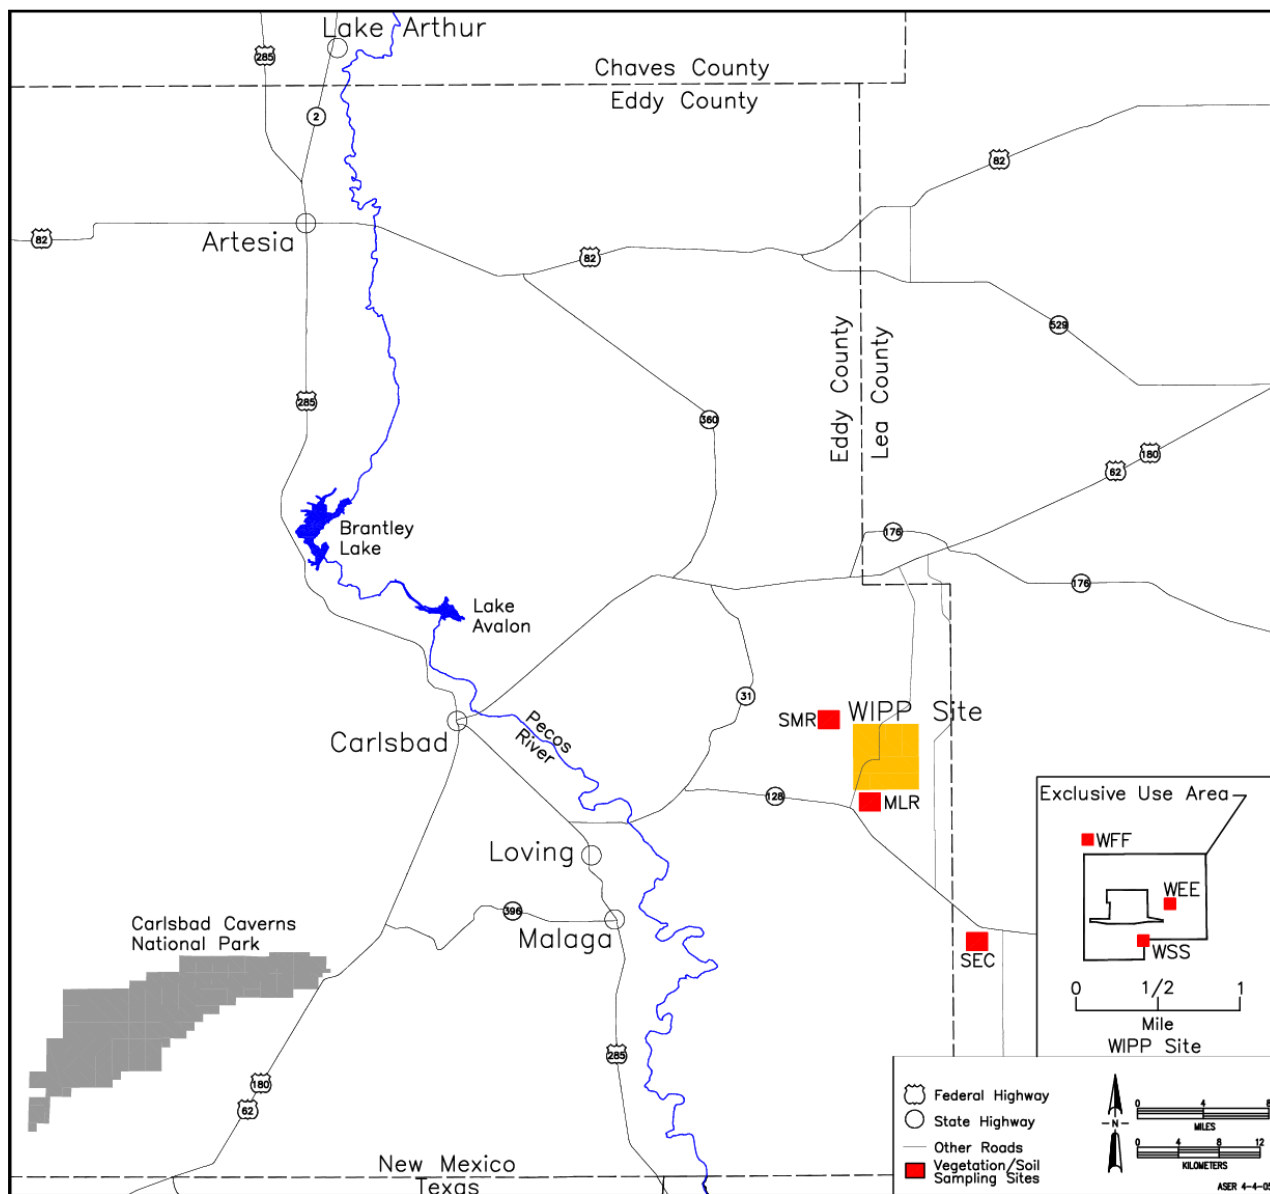 Lake Arthur
285
Chaves County
Eddy County
2
82
Artesia
82
82
529
Eddy County
Lea County
285
360
180
62
Brantley
Lake
176
176
Lake
Avalon
31
SMR
WIPP Site
Pecos
River
Carlsbad
128
MLR
Exclusive Use Area
WFF
Loving
WEE
396
Carlsbad Caverns
National Park
Malaga
WSS
SEC
0 1/2 1
Mile
WIPP Site
285
180
62
Federal Highway
State Highway
Other Roads
Vegetation/Soil
Sampling Sites
N
0 4 8
MILES
0 4 8 12
KILOMETERS
New Mexico
Texas
ASER 4-4-05